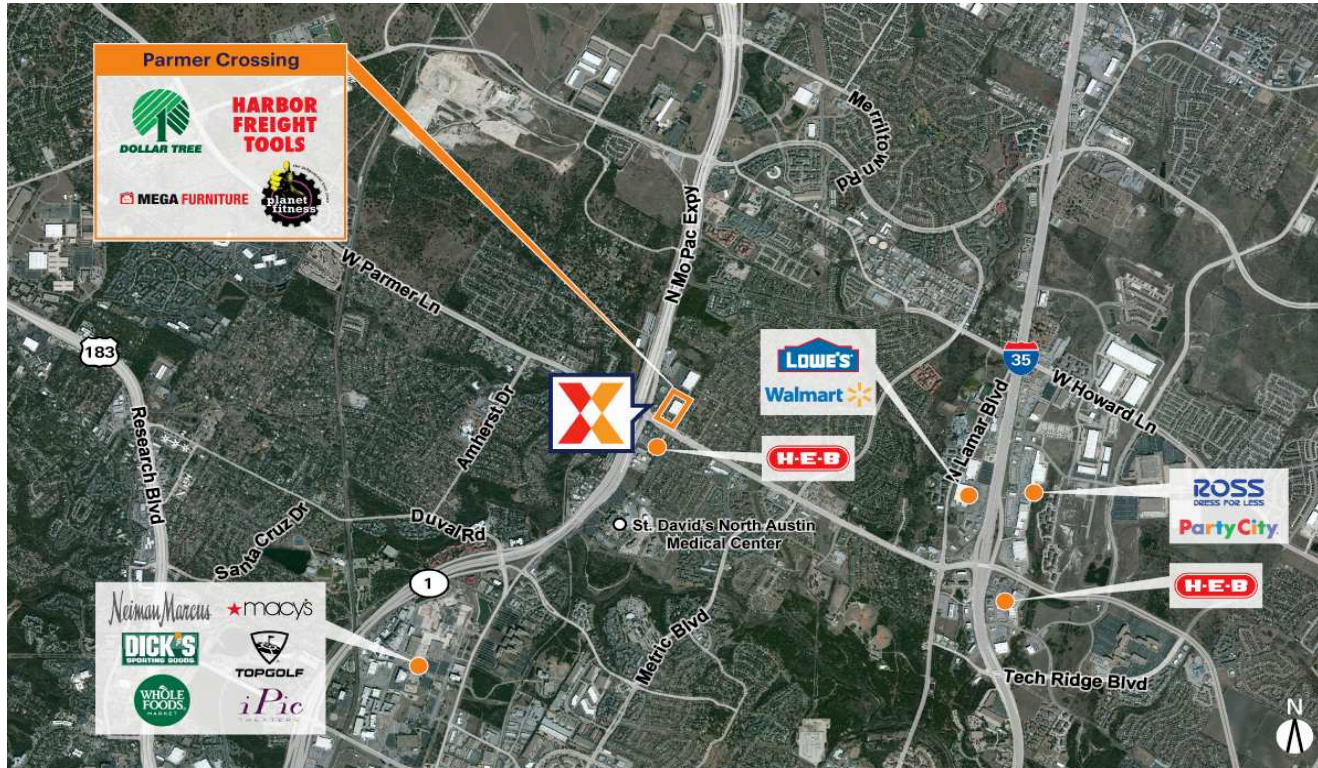 Parmer Crossing
DOLLAR TREE
HARBOR
FREIGHT
TOOLS
MEGA FURNITURE
planet
fitness
W Parmer Ln
N Mo Pac Expy
Merriltown
Rd
183
Research Blvd
Amherst Dr
Santa Cruz Dr
Duval Rd
1
LOWE'S
Walmart
H-E-B
St. David's North Austin
Medical Center
35
N Lamar Blvd
W Howard Ln
ROSS
DRESS FOR LESS
Party City
H-E-B
Metric Blvd
Tech Ridge Blvd
Neiman Marcus
macy's
DICK'S
SPORTING GOODS
TOPGOLF
WHOLE
FOODS
MARKET
iPic
THEATERS
N